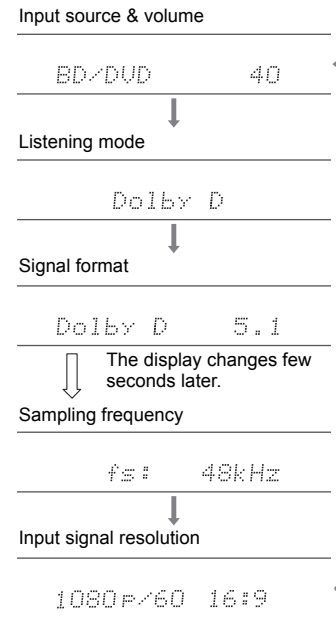 Input source & volume
BD/DVD 40
Listening mode
Dolby D
Signal format
Dolby D 5.1
The display changes few
seconds later.
Sampling frequency
fs: 48kHz
Input signal resolution
1080p/60 16:9